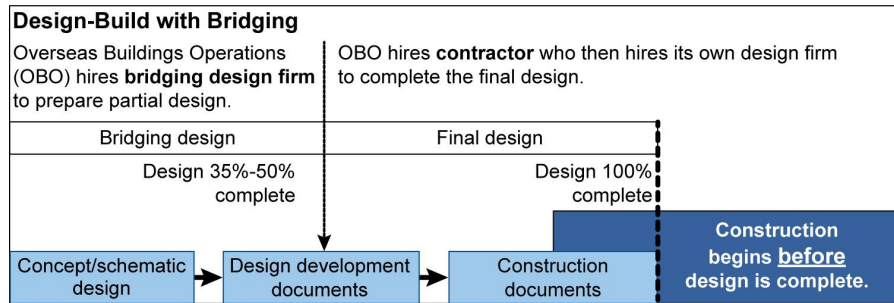 Design-Build with Bridging
Overseas Buildings Operations
(OBO) hires bridging design firm
to prepare partial design.
OBO hires contractor who then hires its own design firm
to complete the final design.
Bridging design
Final design
Design 35%-50%
complete
Design 100%
complete
Concept/schematic
design
Design development
documents
Construction
documents
Construction
begins before
design is complete.